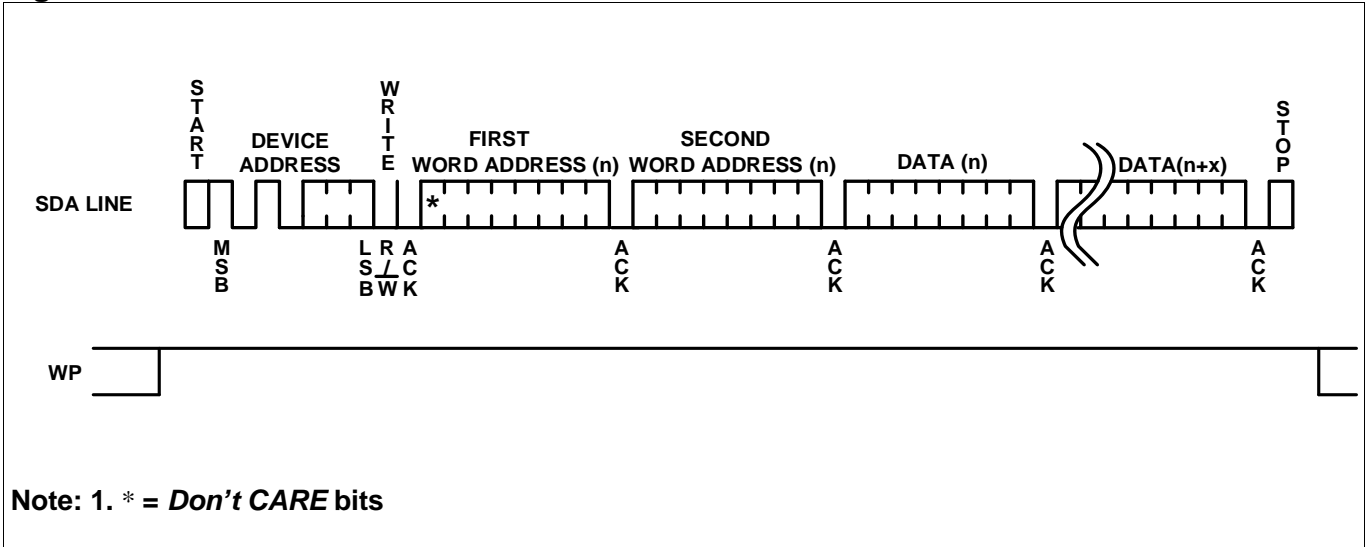 START
WRITE
STOP
DEVICE
ADDRESS
FIRST
WORD ADDRESS (n)
SECOND
WORD ADDRESS (n)
DATA (n)
DATA(n+x)
SDA LINE
*
MSB
LSB
R/W
ACK
ACK
ACK
ACK
ACK
WP
Note: 1. * = Don't CARE bits